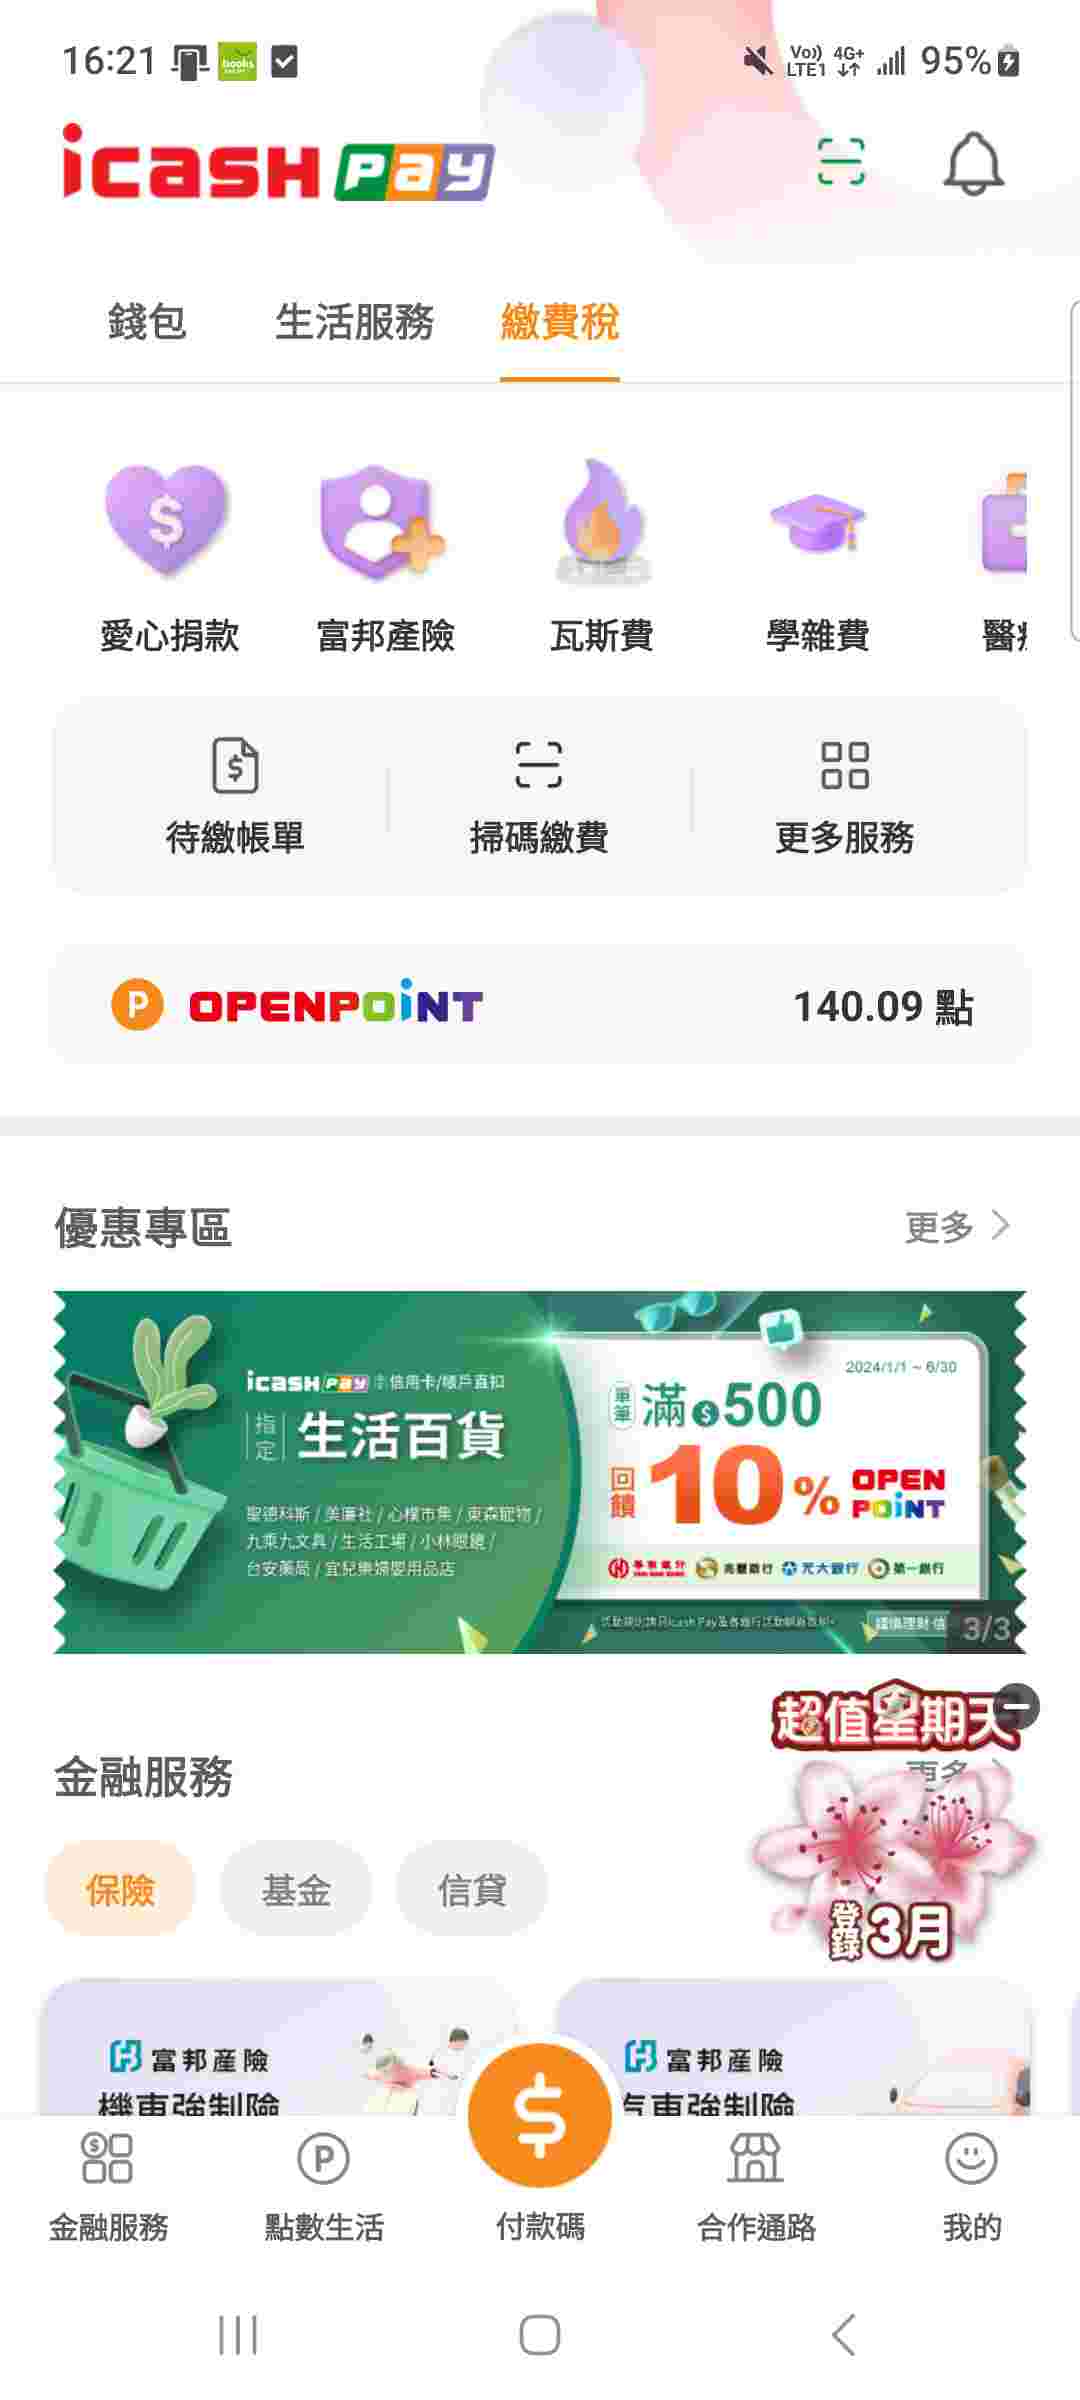 16:21
books
Vo)) LTE1 4G+ 95%
icash Pay
錢包 生活服務 繳費稅
愛心捐款 富邦產險 瓦斯費 學雜費
待繳帳單 掃碼繳費 更多服務
P OPENPOINT 140.09 點
優惠專區 更多
icash Pay 信用卡/帳戶直扣
指定 生活百貨
聖德科斯 / 美廉社 / 心樸市集 / 東森寵物 /
九乘九文具 / 生活工場 / 小林眼鏡 /
台安藥局 / 宜兒樂婦嬰用品店
2024/1/1 ~ 6/30
單筆 滿$500
回饋 10% OPEN POINT
華南銀行 兆豐銀行 元大銀行 第一銀行
3/3
超值星期天
金融服務 更多
登錄3月
保險 基金 信貸
富邦產險 富邦產險
機車強制險 汽車強制險
金融服務 點數生活 付款碼 合作通路 我的